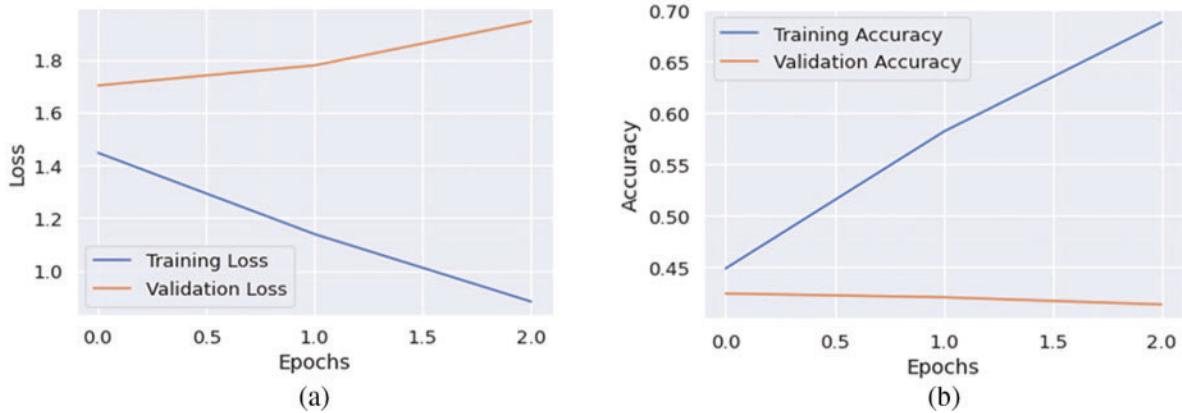 1.8
1.6
1.4
1.2
1.0
Loss
Training Loss
Validation Loss
0.0 0.5 1.0 1.5 2.0
Epochs
(a)
0.70
0.65
0.60
0.55
0.50
0.45
Accuracy
Training Accuracy
Validation Accuracy
0.0 0.5 1.0 1.5 2.0
Epochs
(b)